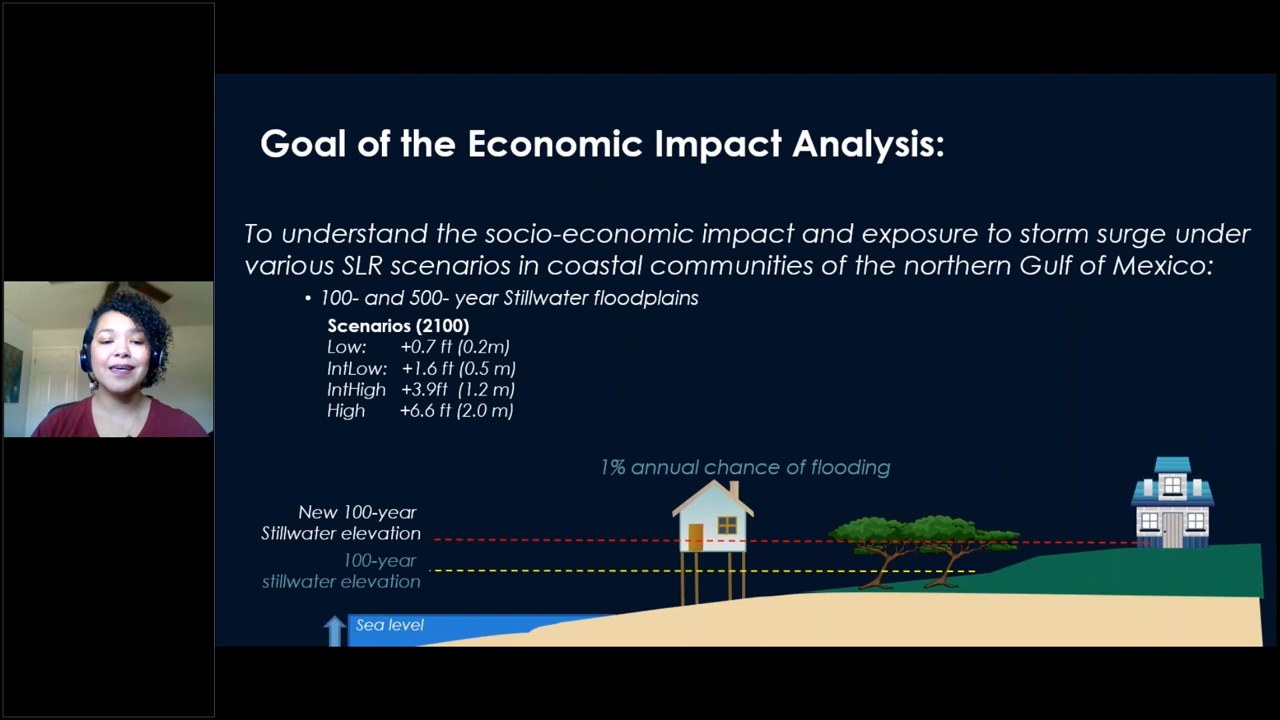 Goal of the Economic Impact Analysis:
To understand the socio-economic impact and exposure to storm surge under
various SLR scenarios in coastal communities of the northern Gulf of Mexico:
• 100- and 500- year Stillwater floodplains
Scenarios (2100)
Low: +0.7 ft (0.2m)
IntLow: +1.6 ft (0.5 m)
IntHigh +3.9ft (1.2 m)
High +6.6 ft (2.0 m)
1% annual chance of flooding
New 100-year
Stillwater elevation
100-year
stillwater elevation
Sea level